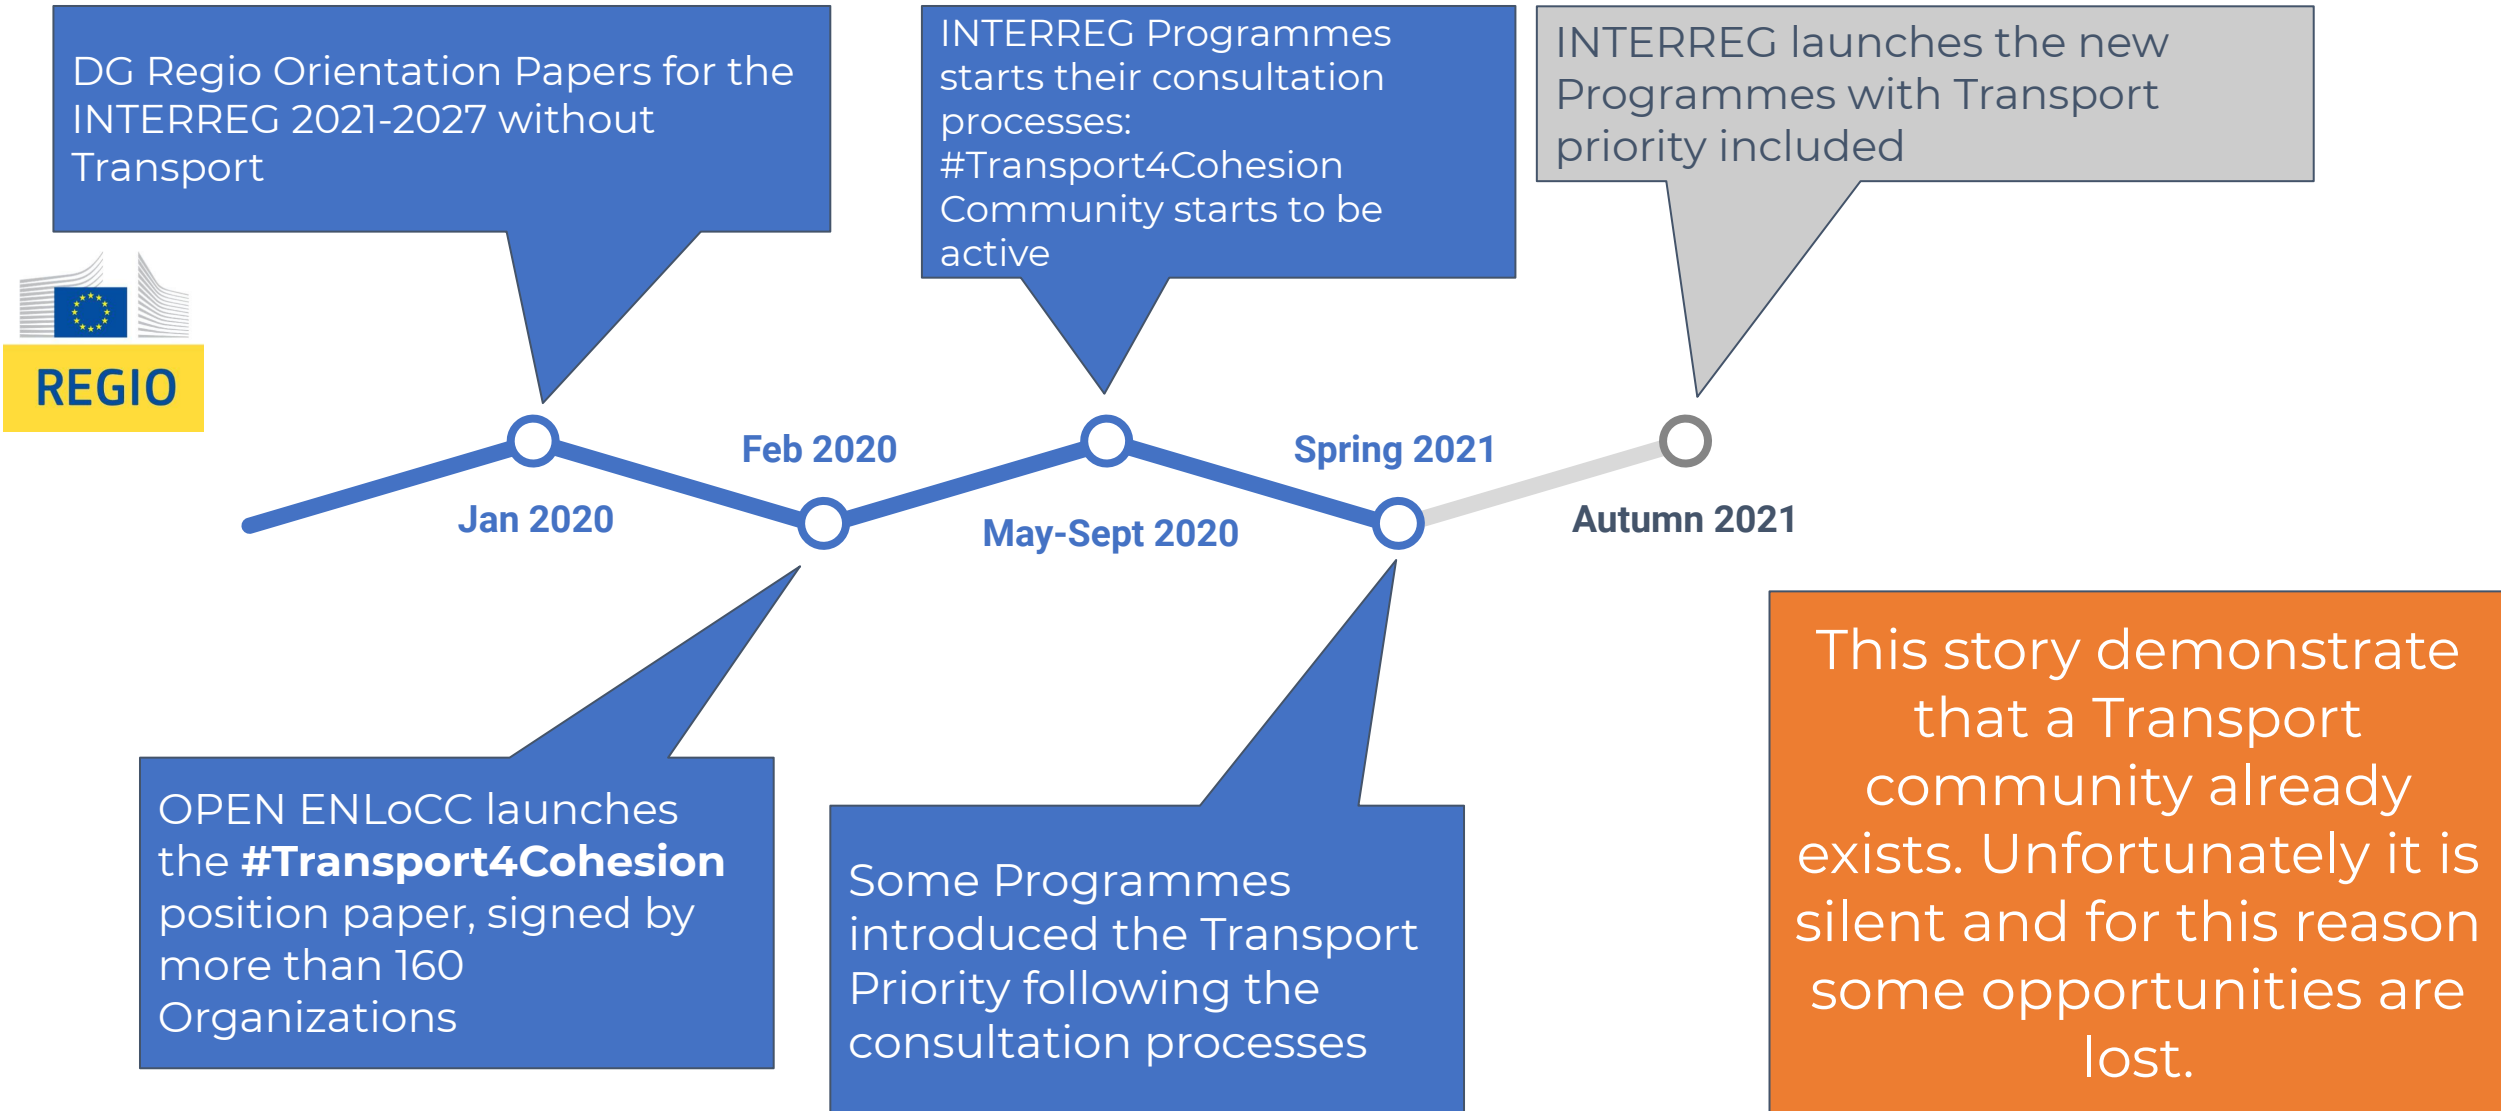 DG Regio Orientation Papers for the
INTERREG 2021-2027 without
Transport
INTERREG Programmes
starts their consultation
processes:
#Transport4Cohesion
Community starts to be
active
INTERREG launches the new
Programmes with Transport
priority included
REGIO
Jan 2020
Feb 2020
May-Sept 2020
Spring 2021
Autumn 2021
OPEN ENLoCC launches
the #Transport4Cohesion
position paper, signed by
more than 160
Organizations
Some Programmes
introduced the Transport
Priority following the
consultation processes
This story demonstrate
that a Transport
community already
exists. Unfortunately it is
silent and for this reason
some opportunities are
lost.